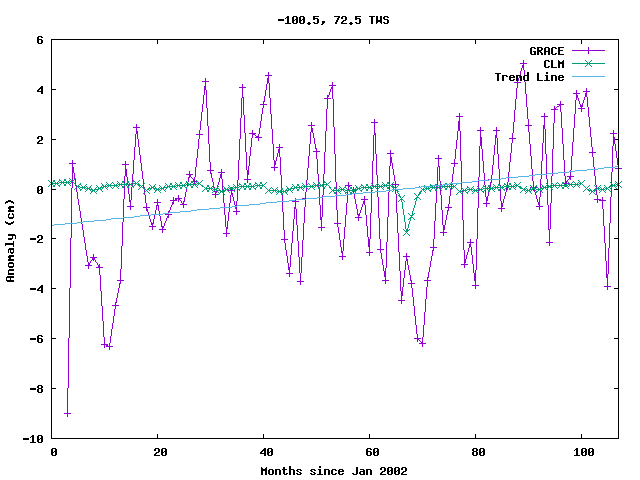 -100.5, 72.5 TWS
GRACE
CLM
Trend Line
6
4
2
0
-2
-4
-6
-8
-10
Anomaly (cm)
0 20 40 60 80 100
Months since Jan 2002